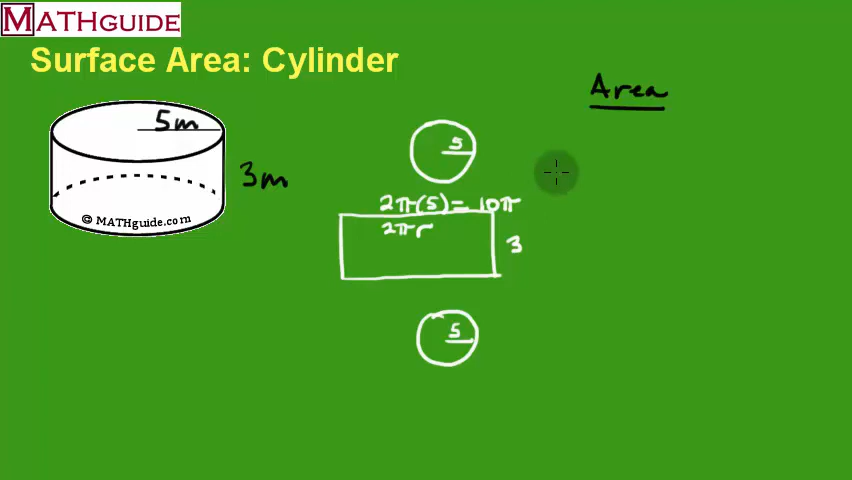 MATHGUIDE
Surface Area: Cylinder
Area
5m
3m
© MATHguide.com
5
2π(5) = 10π
2πr
3
5